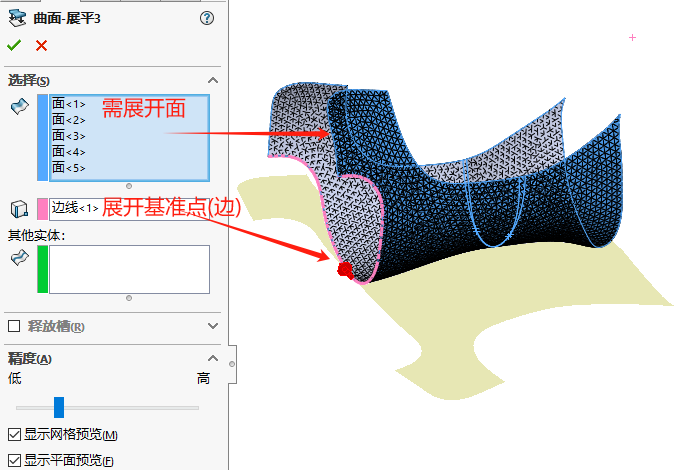 曲面-展平3
选择(S)
面<1>
面<2>
面<3>
面<4>
面<5>
需展开面
边线<1>
展开基准点(边)
其他实体:
释放槽(R)
精度(A)
低
高
显示网格预览(M)
显示平面预览(F)